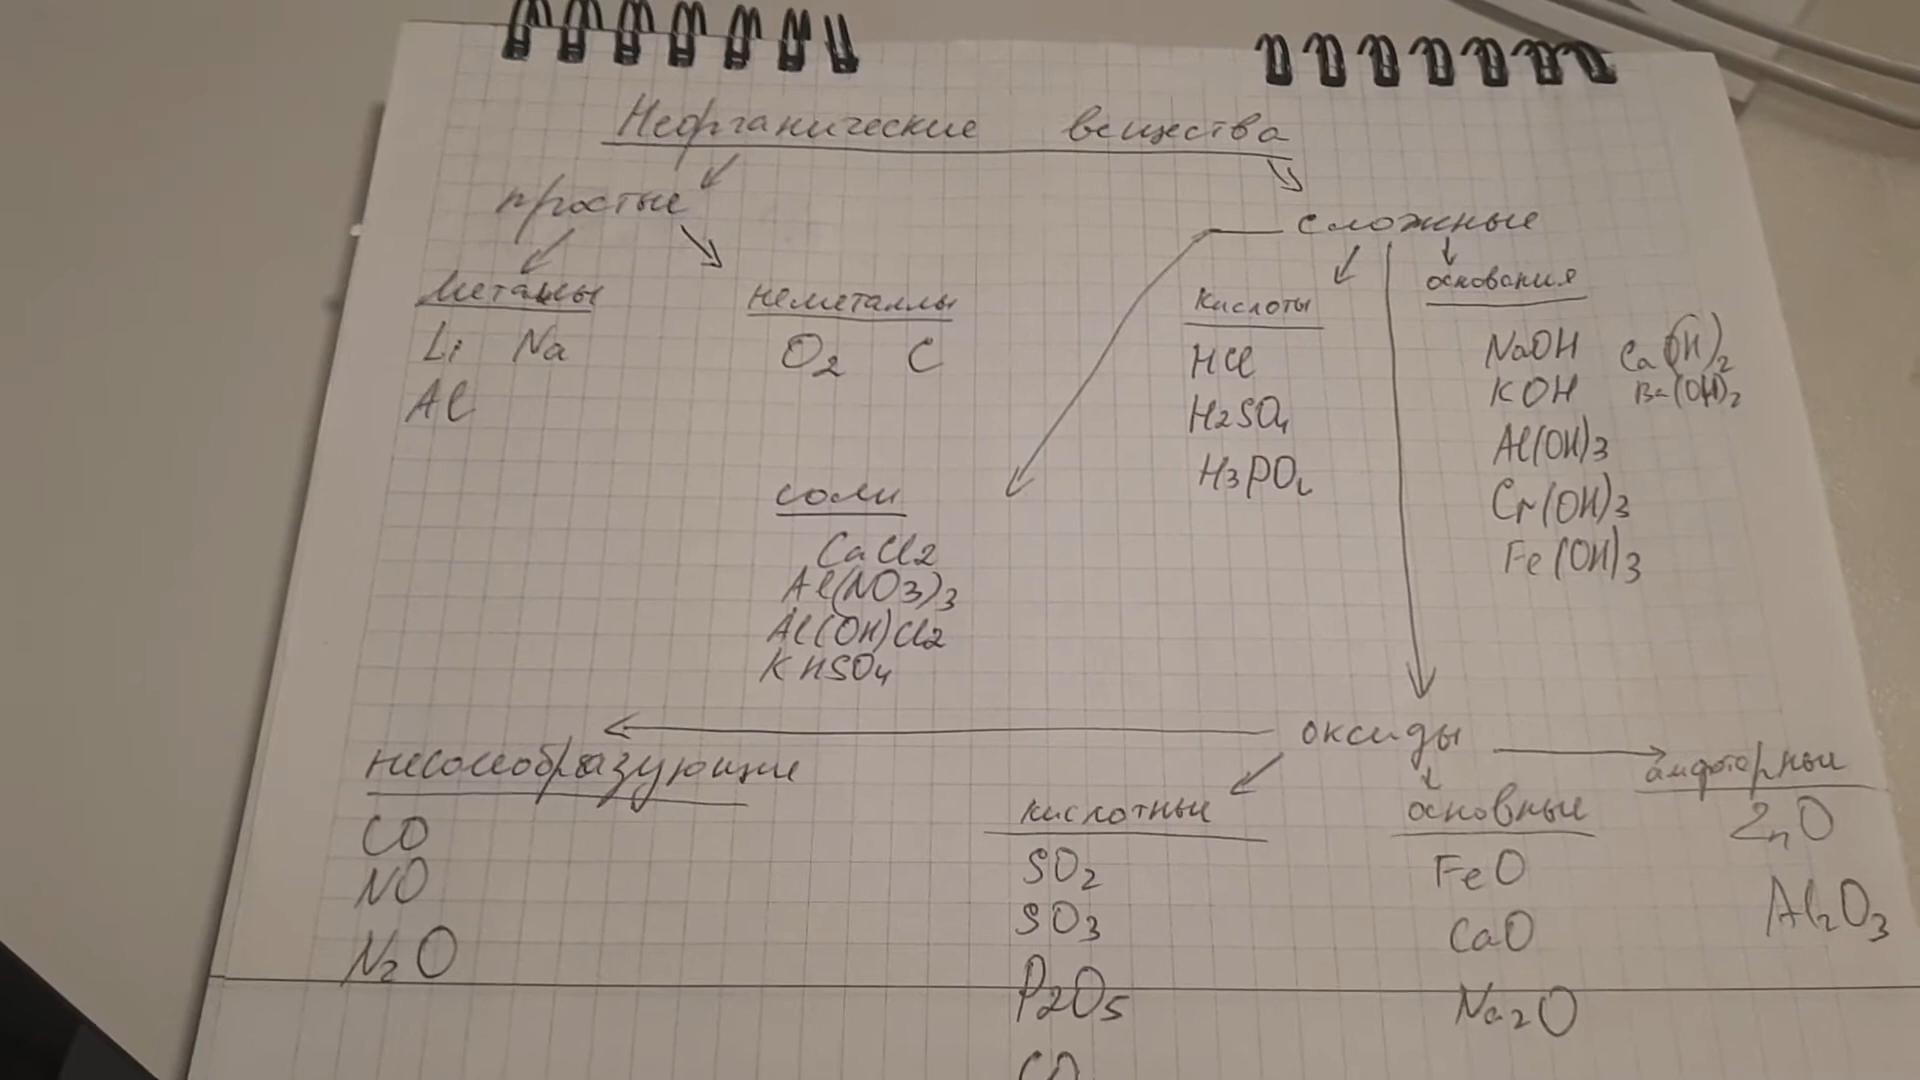 Неорганические вещества
простые
сложные
металлы
неметаллы
кислоты
основания
Li Na
O2 C
HCl
NaOH Ca(OH)2
Al
H2SO4
KOH Ba(OH)2
H3PO4
Al(OH)3
соли
Cr(OH)3
CaCl2
Fe(OH)3
Al(NO3)3
Al(OH)Cl2
KHSO4
оксиды
несолеобразующие
кислотные
основные
амфотерные
CO
SO2
FeO
ZnO
NO
SO3
CaO
Al2O3
N2O
P2O5
Na2O